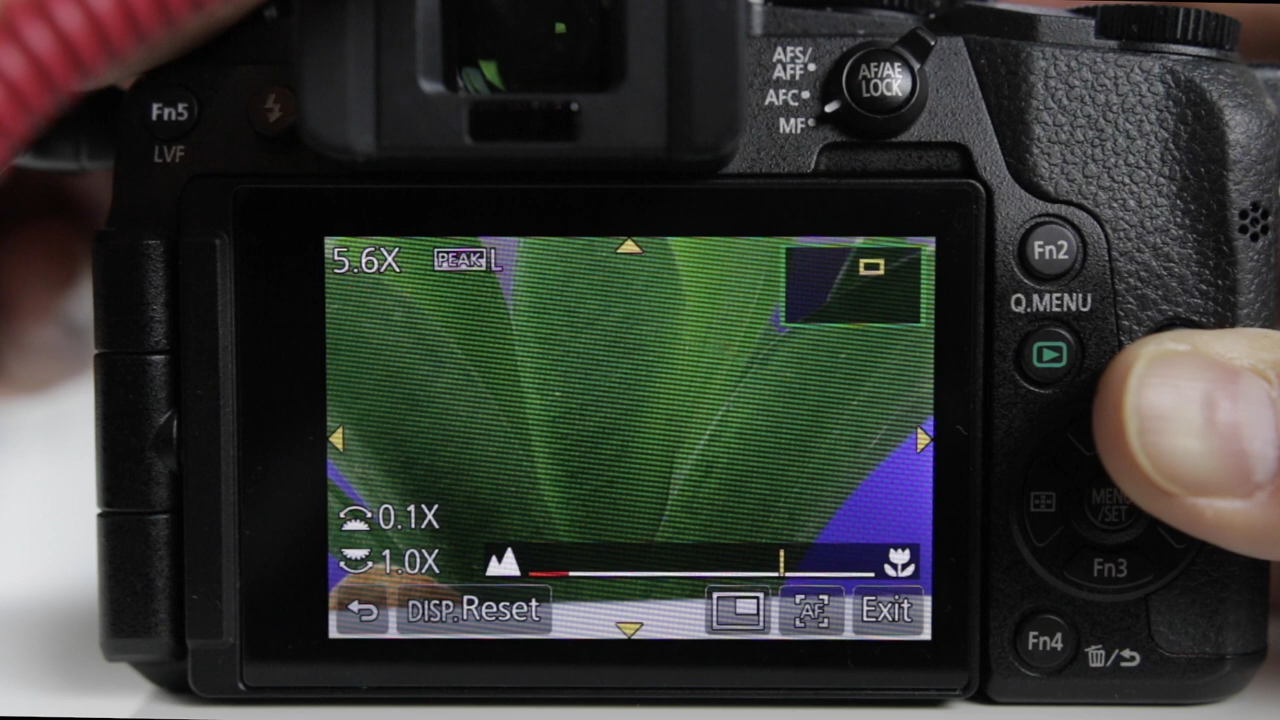 AFS/
AFF
AFC
MF
AF/AE
LOCK
Fn5
LVF
5.6X
PEAK L
Fn2
Q.MENU
0.1X
1.0X
MENU
/SET
Fn3
DISP.Reset
AF
Exit
Fn4